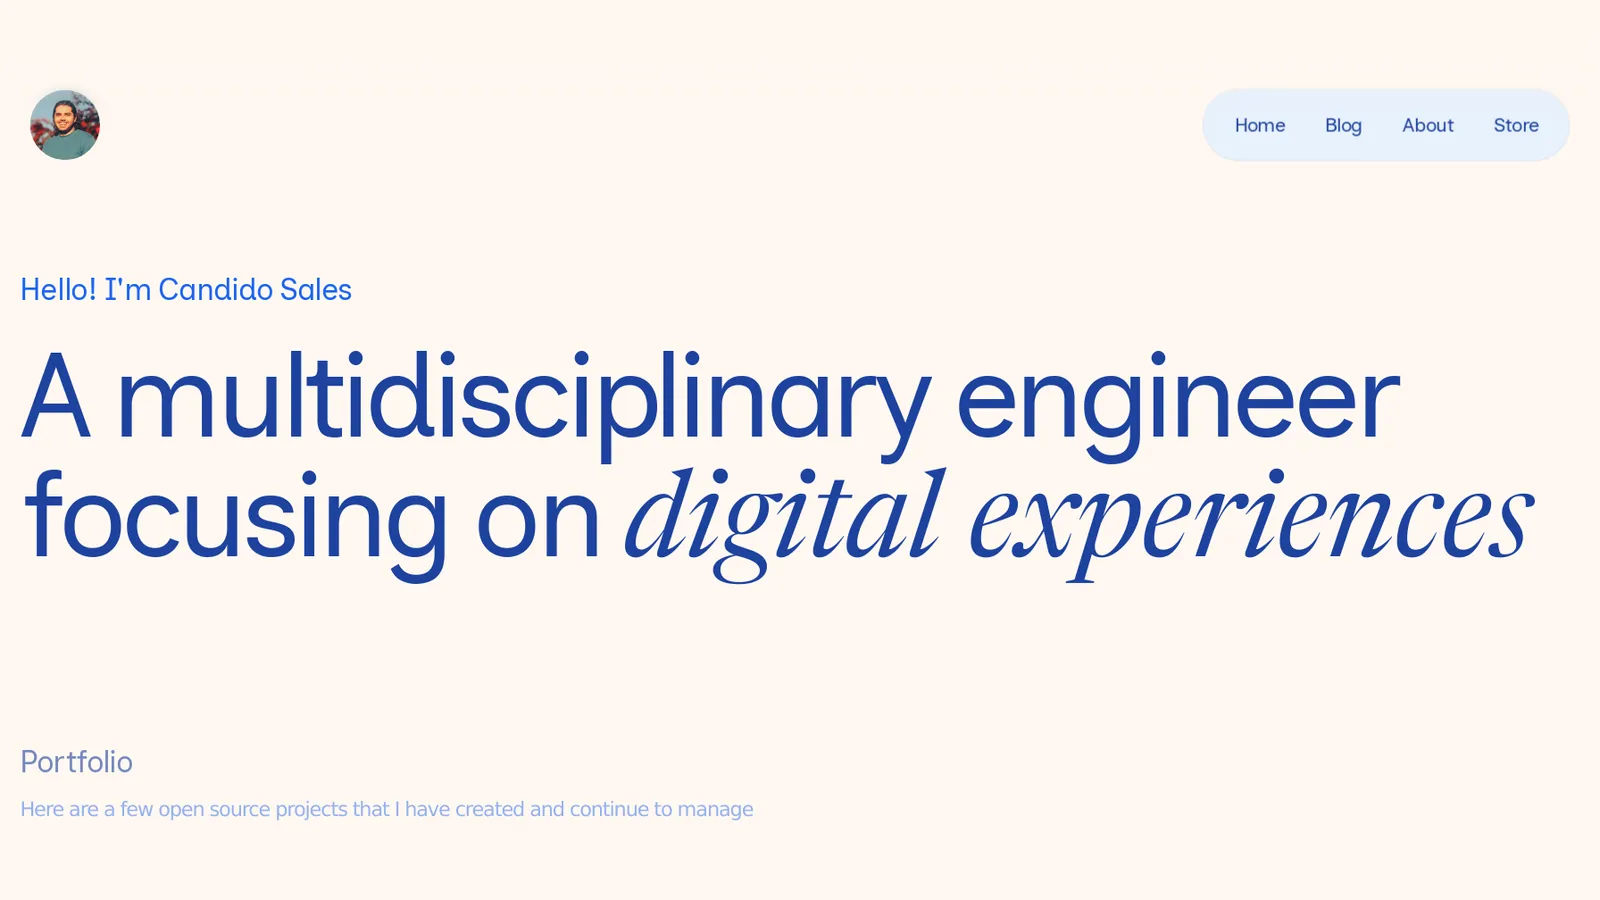 Home Blog About Store
Hello! I'm Candido Sales
A multidisciplinary engineer
focusing on digital experiences
Portfolio
Here are a few open source projects that I have created and continue to manage